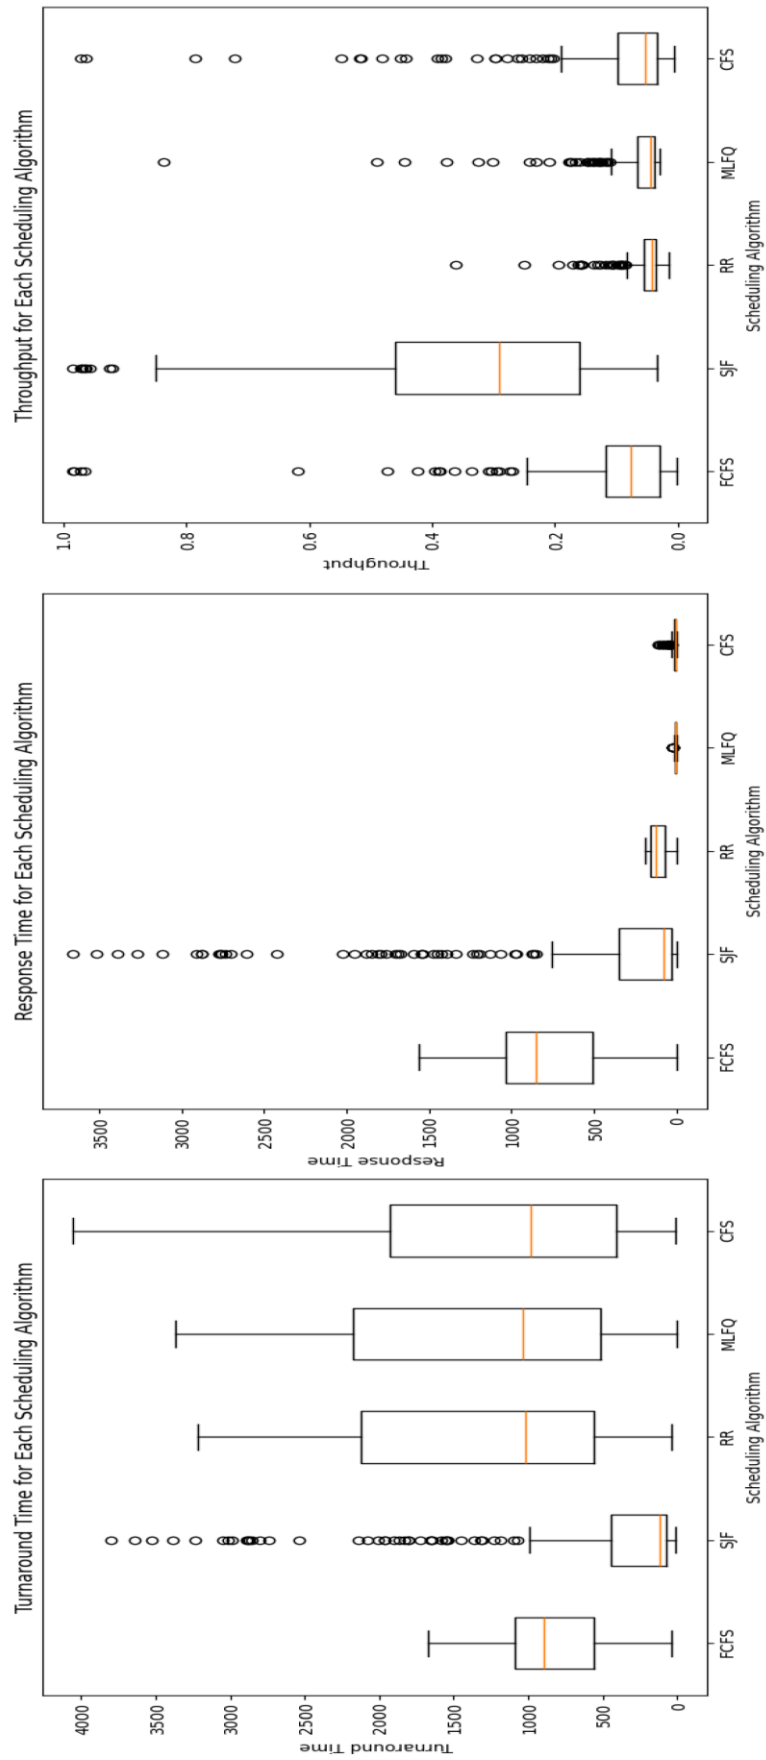 Turnaround Time for Each Scheduling Algorithm
Turnaround Time
4000
3500
3000
2500
2000
1500
1000
500
0
FCFS SJF RR MLFQ CFS
Scheduling Algorithm
Response Time for Each Scheduling Algorithm
Response Time
3500
3000
2500
2000
1500
1000
500
0
FCFS SJF RR MLFQ CFS
Scheduling Algorithm
Throughput for Each Scheduling Algorithm
Throughput
1.0
0.8
0.6
0.4
0.2
0.0
FCFS SJF RR MLFQ CFS
Scheduling Algorithm